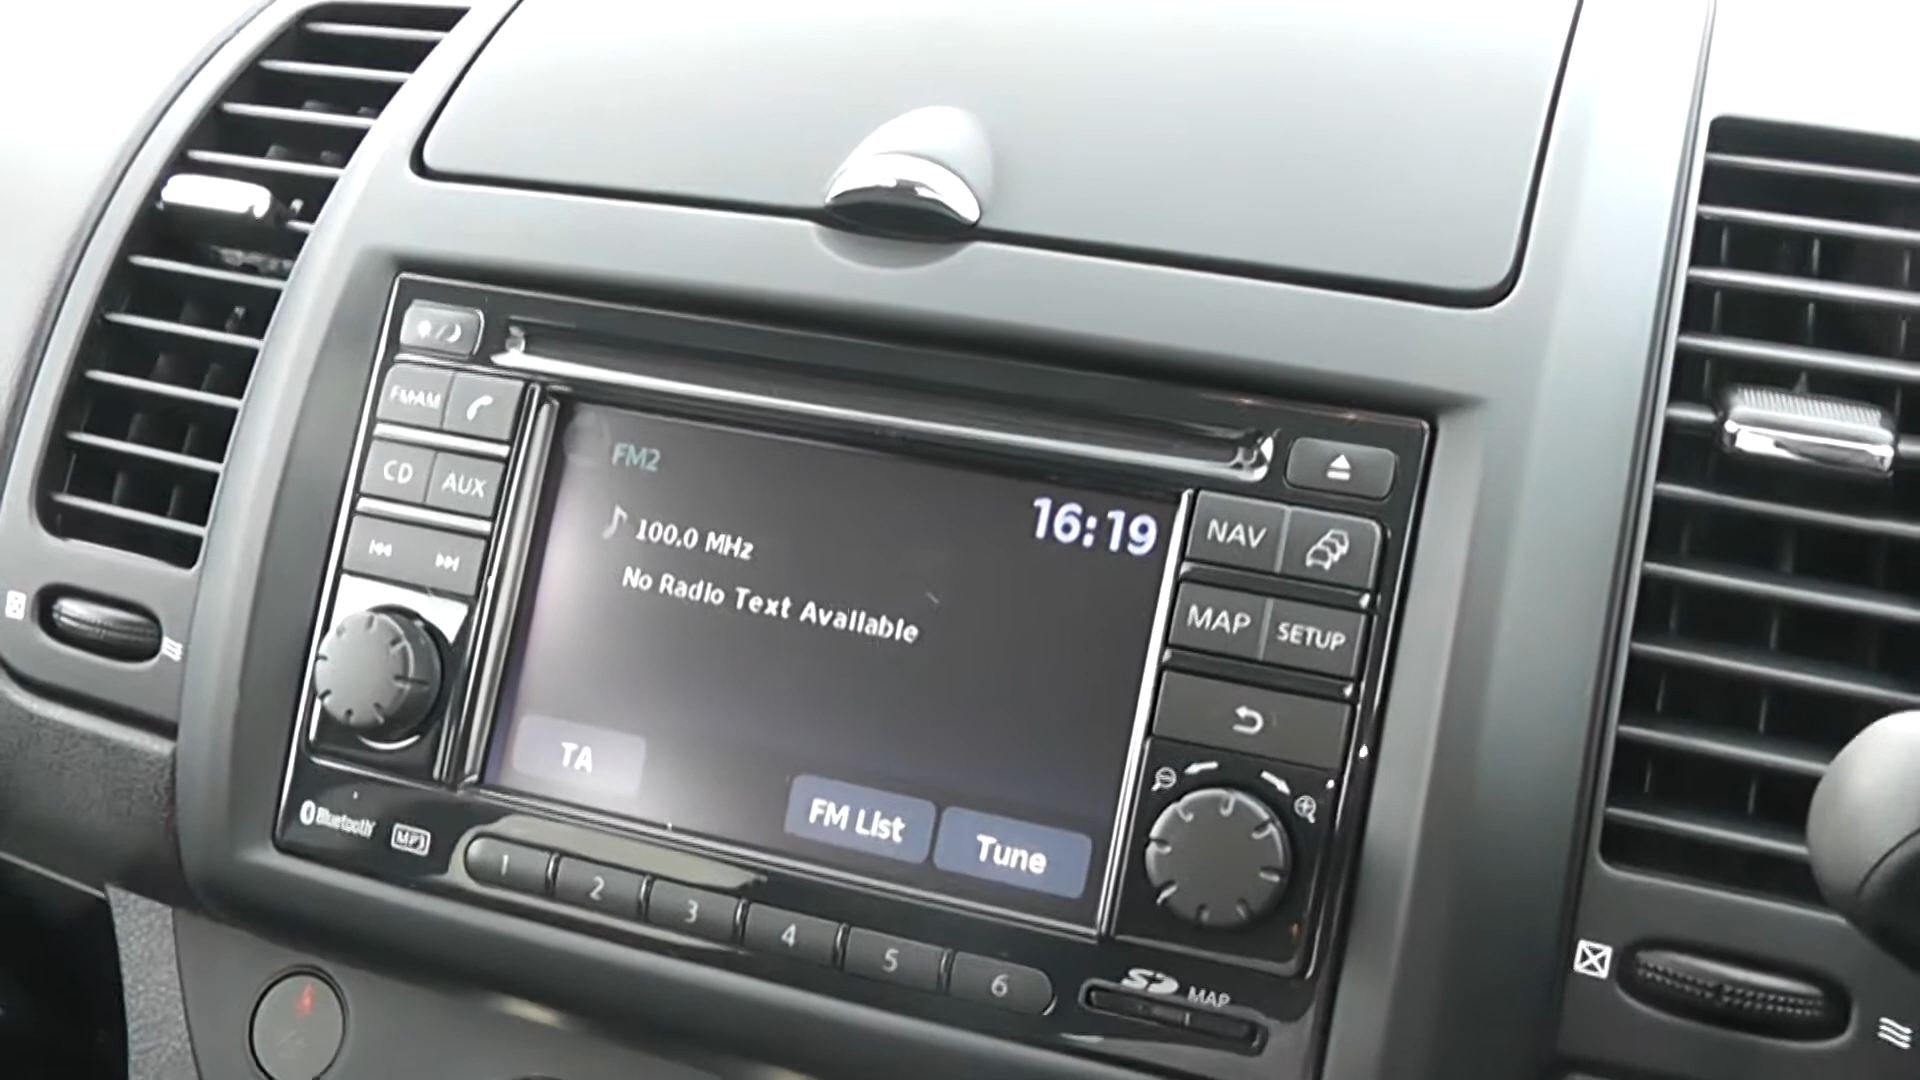 FM·AM
CD AUX
FM2
16:19
100.0 MHz
No Radio Text Available
TA
FM List
Tune
NAV
MAP SETUP
Bluetooth
MP3
1 2 3 4 5 6
SD MAP